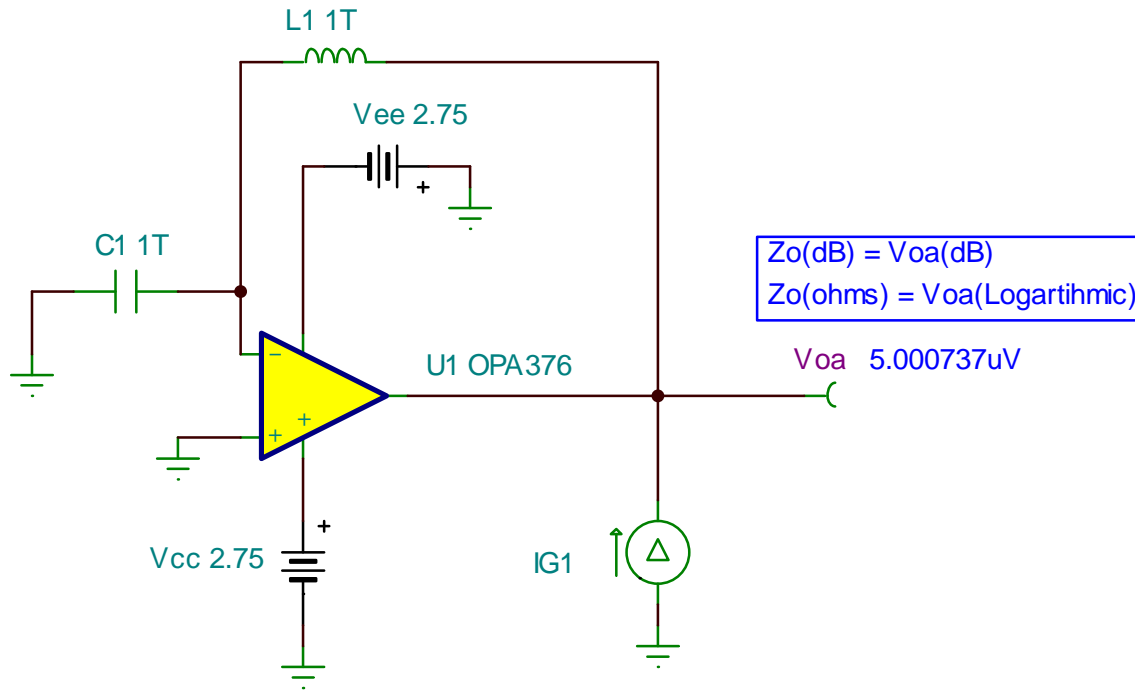 L1 1T
Vee 2.75
+
C1 1T
Zo(dB) = Voa(dB)
Zo(ohms) = Voa(Logartihmic)
Voa 5.000737uV
U1 OPA376
-
+
+
+
Vcc 2.75
IG1